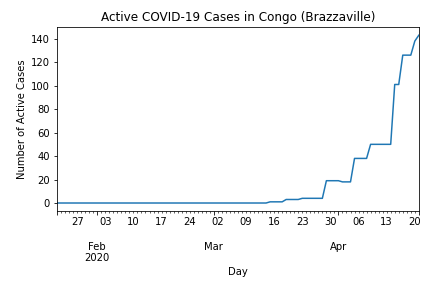 Active COVID-19 Cases in Congo (Brazzaville)
140
120
100
80
60
40
20
0
Number of Active Cases
27 03 10 17 24 02 09 16 23 30 06 13 20
Feb Mar Apr
2020
Day